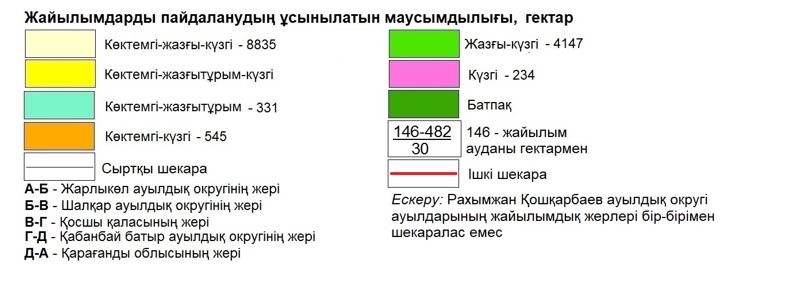 Жайылымдарды пайдаланудың ұсынылатын маусымдылығы, гектар
Көктемгі-жазғы-күзгі - 8835
Көктемгі-жазғытұрым-күзгі
Көктемгі-жазғытұрым - 331
Көктемгі-күзгі - 545
Сыртқы шекара
А-Б - Жарлыкөл ауылдық округінің жері
Б-В - Шалқар ауылдық округінің жері
В-Г - Қосшы қаласының жері
Г-Д - Қабанбай батыр ауылдық округінің жері
Д-А - Қарағанды облысының жері
Жазғы-күзгі - 4147
Күзгі - 234
Батпақ
146-482
30
146 - жайылым
ауданы гектармен
Ішкі шекара
Ескеру: Рахымжан Қошқарбаев ауылдық округі
ауылдарының жайылымдық жерлері бір-бірімен
шекаралас емес